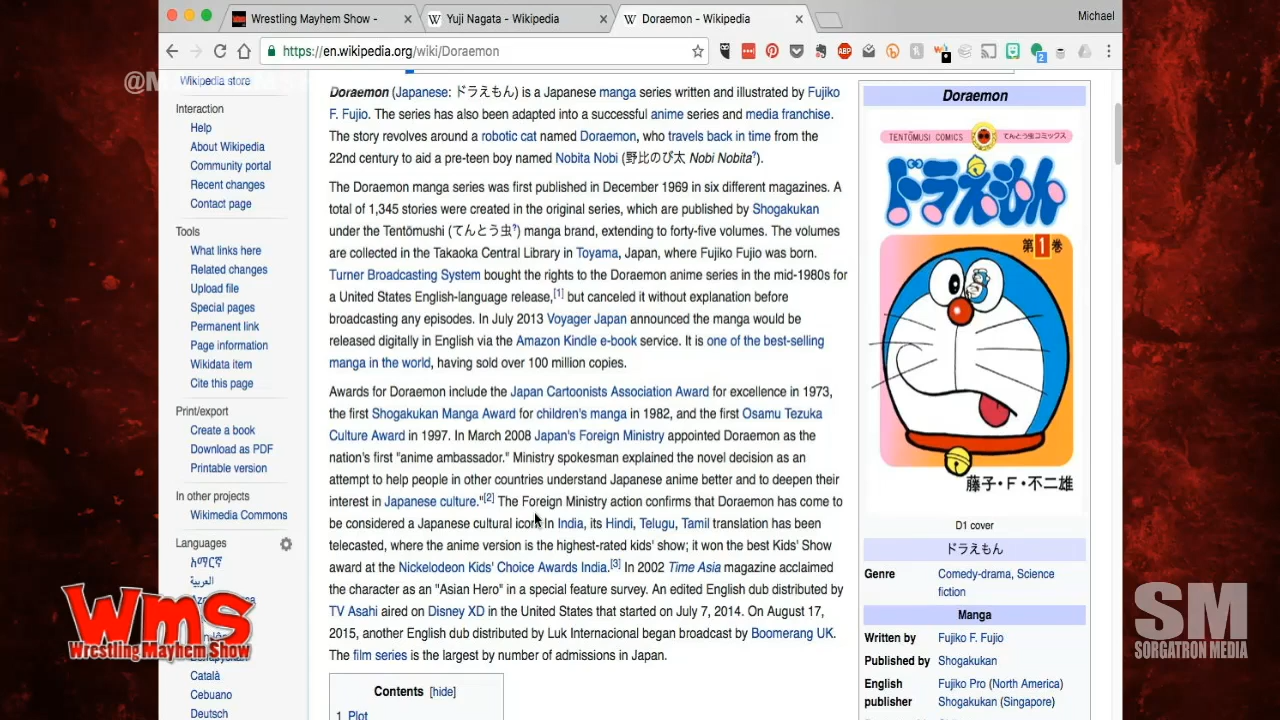 Wrestling Mayhem Show -
Yuji Nagata - Wikipedia
Doraemon - Wikipedia
Michael
https://en.wikipedia.org/wiki/Doraemon
ABP
2
@M
Wikipedia store
Interaction
Help
About Wikipedia
Community portal
Recent changes
Contact page
Tools
What links here
Related changes
Upload file
Special pages
Permanent link
Page information
Wikidata item
Cite this page
Print/export
Create a book
Download as PDF
Printable version
In other projects
Wikimedia Commons
Languages
አማርኛ
العربية
Català
Cebuano
Deutsch
Doraemon (Japanese: ドラえもん) is a Japanese manga series written and illustrated by Fujiko
F. Fujio. The series has also been adapted into a successful anime series and media franchise.
The story revolves around a robotic cat named Doraemon, who travels back in time from the
22nd century to aid a pre-teen boy named Nobita Nobi (野比のび太 Nobi Nobita?).
The Doraemon manga series was first published in December 1969 in six different magazines. A
total of 1,345 stories were created in the original series, which are published by Shogakukan
under the Tentōmushi (てんとう虫?) manga brand, extending to forty-five volumes. The volumes
are collected in the Takaoka Central Library in Toyama, Japan, where Fujiko Fujio was born.
Turner Broadcasting System bought the rights to the Doraemon anime series in the mid-1980s for
a United States English-language release,[1] but canceled it without explanation before
broadcasting any episodes. In July 2013 Voyager Japan announced the manga would be
released digitally in English via the Amazon Kindle e-book service. It is one of the best-selling
manga in the world, having sold over 100 million copies.
Awards for Doraemon include the Japan Cartoonists Association Award for excellence in 1973,
the first Shogakukan Manga Award for children's manga in 1982, and the first Osamu Tezuka
Culture Award in 1997. In March 2008 Japan's Foreign Ministry appointed Doraemon as the
nation's first "anime ambassador." Ministry spokesman explained the novel decision as an
attempt to help people in other countries understand Japanese anime better and to deepen their
interest in Japanese culture."[2] The Foreign Ministry action confirms that Doraemon has come to
be considered a Japanese cultural icon. In India, its Hindi, Telugu, Tamil translation has been
telecasted, where the anime version is the highest-rated kids' show; it won the best Kids' Show
award at the Nickelodeon Kids' Choice Awards India.[3] In 2002 Time Asia magazine acclaimed
the character as an "Asian Hero" in a special feature survey. An edited English dub distributed by
TV Asahi aired on Disney XD in the United States that started on July 7, 2014. On August 17,
2015, another English dub distributed by Luk Internacional began broadcast by Boomerang UK.
The film series is the largest by number of admissions in Japan.
Contents [hide]
1 Plot
Doraemon
TENTŌMUSHI COMICS てんとう虫コミックス
ドラえもん
第1巻
藤子・F・不二雄
D1 cover
ドラえもん
Genre Comedy-drama, Science
fiction
Manga
Written by Fujiko F. Fujio
Published by Shogakukan
English Fujiko Pro (North America)
publisher Shogakukan (Singapore)
WMS
Wrestling Mayhem Show
SM
SORGATRON MEDIA